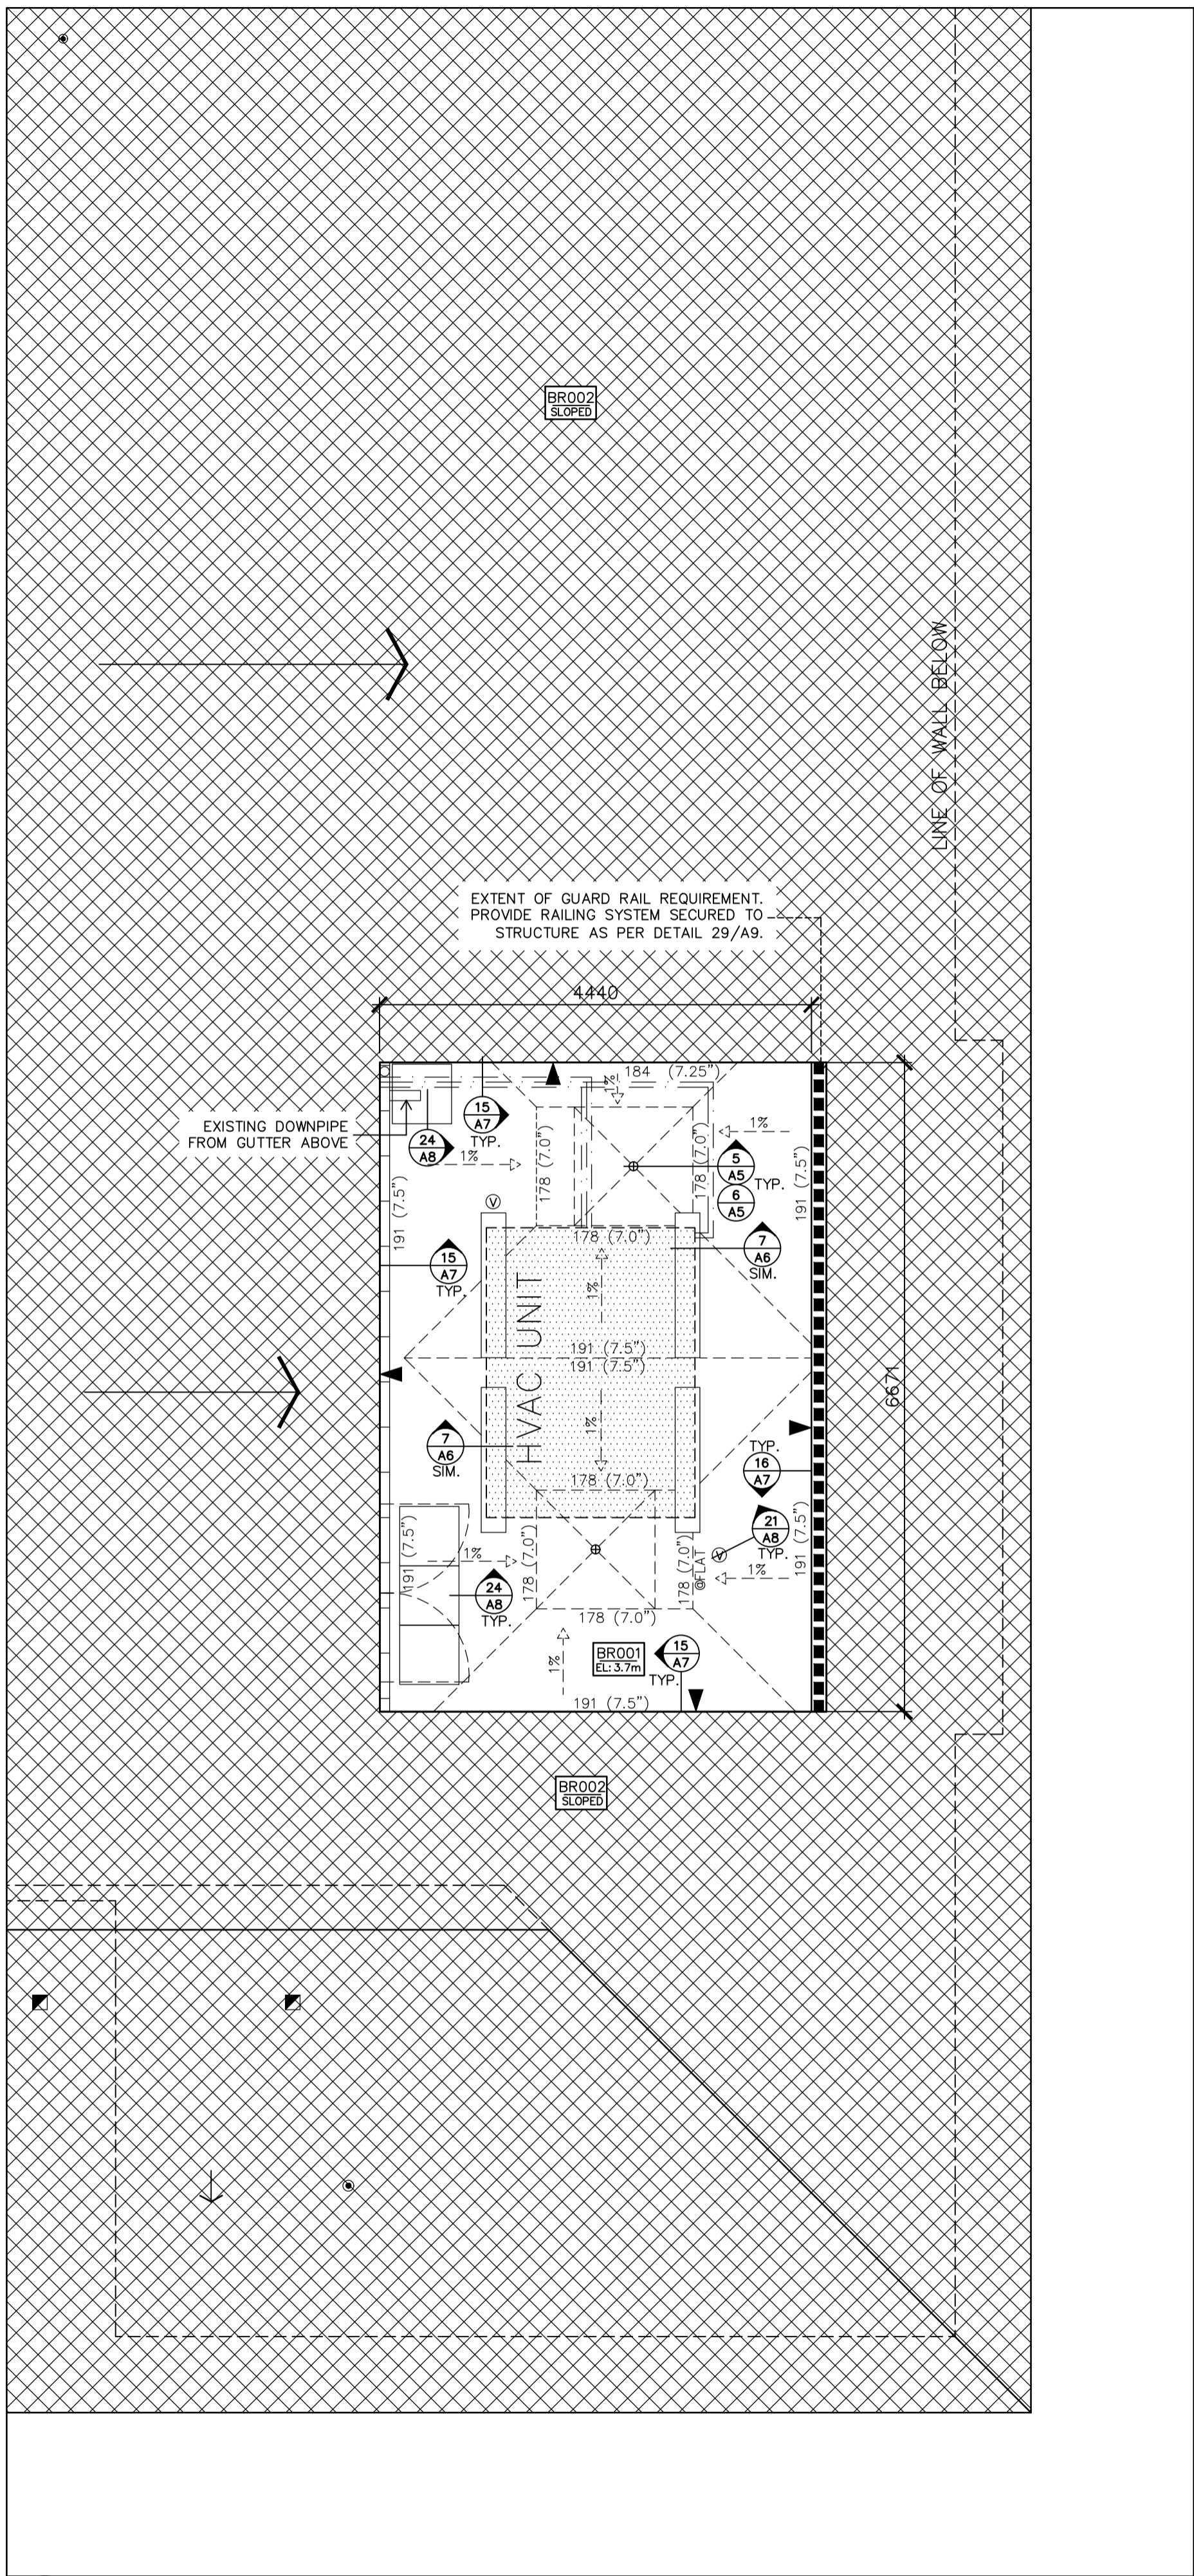 BR002
SLOPED
LINE OF WALL BELOW
EXTENT OF GUARD RAIL REQUIREMENT.
PROVIDE RAILING SYSTEM SECURED TO
STRUCTURE AS PER DETAIL 29/A9.
4440
184 (7.25")
1%
15
A7
TYP.
EXISTING DOWNPIPE
FROM GUTTER ABOVE
24
A8
1%
178 (7.0")
178 (7.0")
1%
5
A5
TYP.
6
A5
191 (7.5")
191 (7.5")
V
178 (7.0")
7
A6
SIM.
15
A7
TYP.
1%
HVAC UNIT
191 (7.5")
191 (7.5")
6671
1%
7
A6
SIM.
TYP.
16
A7
178 (7.0")
21
A8
TYP.
191 (7.5")
191 (7.5")
1%
178 (7.0")
178 (7.0")
@FLAT
V
1%
24
A8
TYP.
178 (7.0")
1%
BR001
EL: 3.7m
15
A7
TYP.
191 (7.5")
BR002
SLOPED